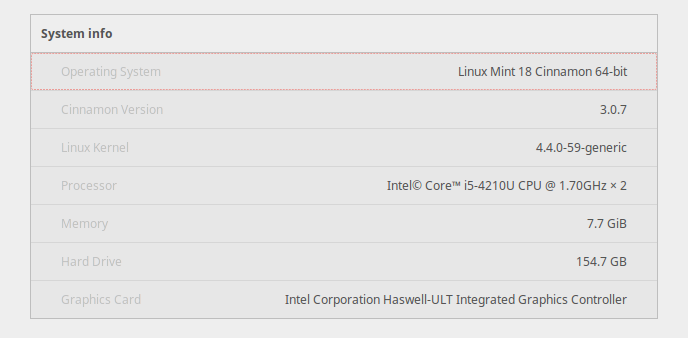 System info
Operating System Linux Mint 18 Cinnamon 64-bit
Cinnamon Version 3.0.7
Linux Kernel 4.4.0-59-generic
Processor Intel© Core™ i5-4210U CPU @ 1.70GHz × 2
Memory 7.7 GiB
Hard Drive 154.7 GB
Graphics Card Intel Corporation Haswell-ULT Integrated Graphics Controller